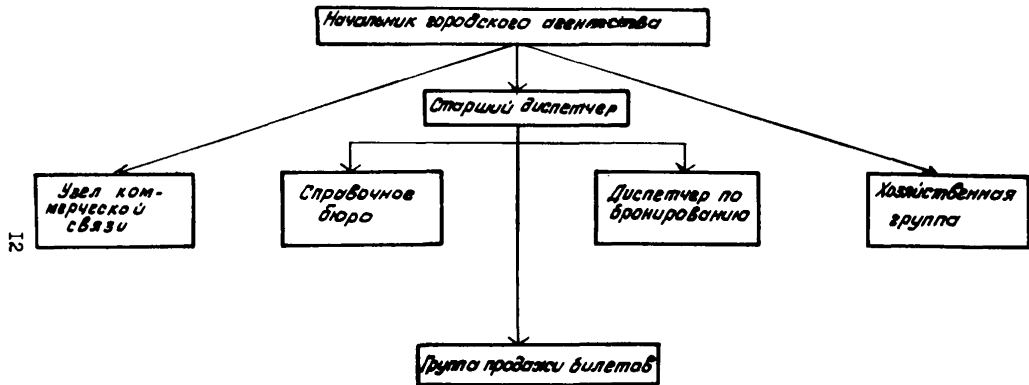 Начальник городского агентства
Старший диспетчер
Узел ком-
мерческой
связи
Справочное
бюро
Диспетчер по
бронированию
Хозяйственная
группа
Группа продажи билетов
I2